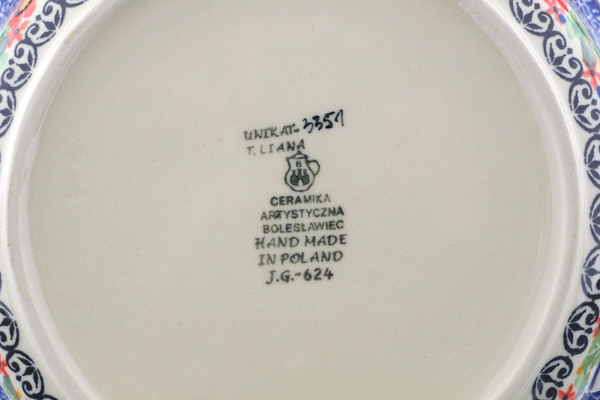 UNIKAT-3351
T. LIANA
B
CERAMIKA
ARTYSTYCZNA
BOLESŁAWIEC
HAND MADE
IN POLAND
J.G.-624